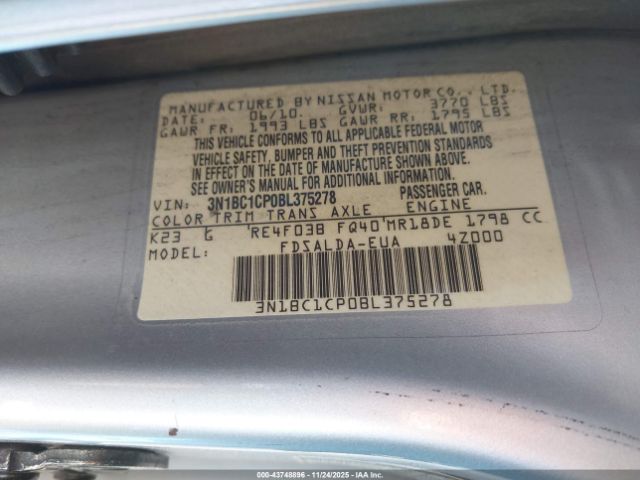 MANUFACTURED BY NISSAN MOTOR CO., LTD.
DATE: 06/10. GVWR: 3770 LBS
GAWR FR: 1993 LBS GAWR RR: 1795 LBS
THIS VEHICLE CONFORMS TO ALL APPLICABLE FEDERAL MOTOR
VEHICLE SAFETY, BUMPER AND THEFT PREVENTION STANDARDS
IN EFFECT ON THE DATE OF MANUFACTURE SHOWN ABOVE.
SEE OWNER'S MANUAL FOR ADDITIONAL INFORMATION.
VIN: 3N1BC1CP0BL375278 PASSENGER CAR.
COLOR TRIM TRANS AXLE ENGINE
K23 G RE4F03B FQ40 MR18DE 1798 CC
MODEL: FDSALDA-EUA 4Z000
3N1BC1CP0BL375278
000-43748896 - 11/24/2025 - IAAI